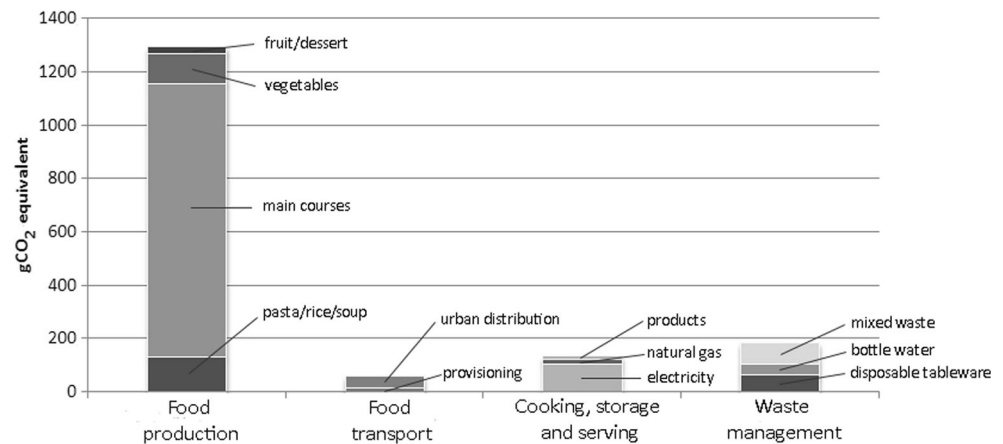 1400
1200
1000
800
600
400
200
0
gCO2 equivalent
fruit/dessert
vegetables
main courses
pasta/rice/soup
urban distribution
provisioning
products
natural gas
electricity
mixed waste
bottle water
disposable tableware
Food
production
Food
transport
Cooking, storage
and serving
Waste
management